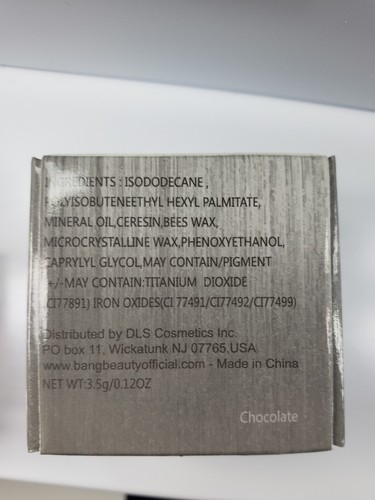 INGREDIENTS : ISODODECANE ,
POLYISOBUTENEETHYL HEXYL PALMITATE,
MINERAL OIL,CERESIN,BEES WAX,
MICROCRYSTALLINE WAX,PHENOXYETHANOL,
CAPRYLYL GLYCOL,MAY CONTAIN/PIGMENT
+/-MAY CONTAIN:TITANIUM DIOXIDE
(CI77891) IRON OXIDES(CI 77491/CI77492/CI77499)
Distributed by DLS Cosmetics Inc.
PO box 11, Wickatunk NJ 07765,USA
www.bangbeautyofficial.com - Made in China
NET WT:3.5g/0.12OZ
Chocolate